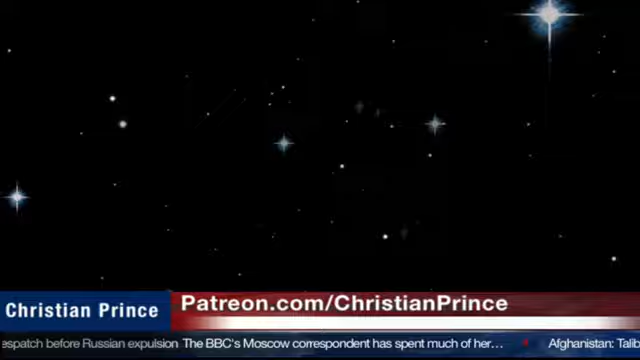 Christian Prince
Patreon.com/ChristianPrince
espatch before Russian expulsion The BBC's Moscow correspondent has spent much of her... Afghanistan: Talib